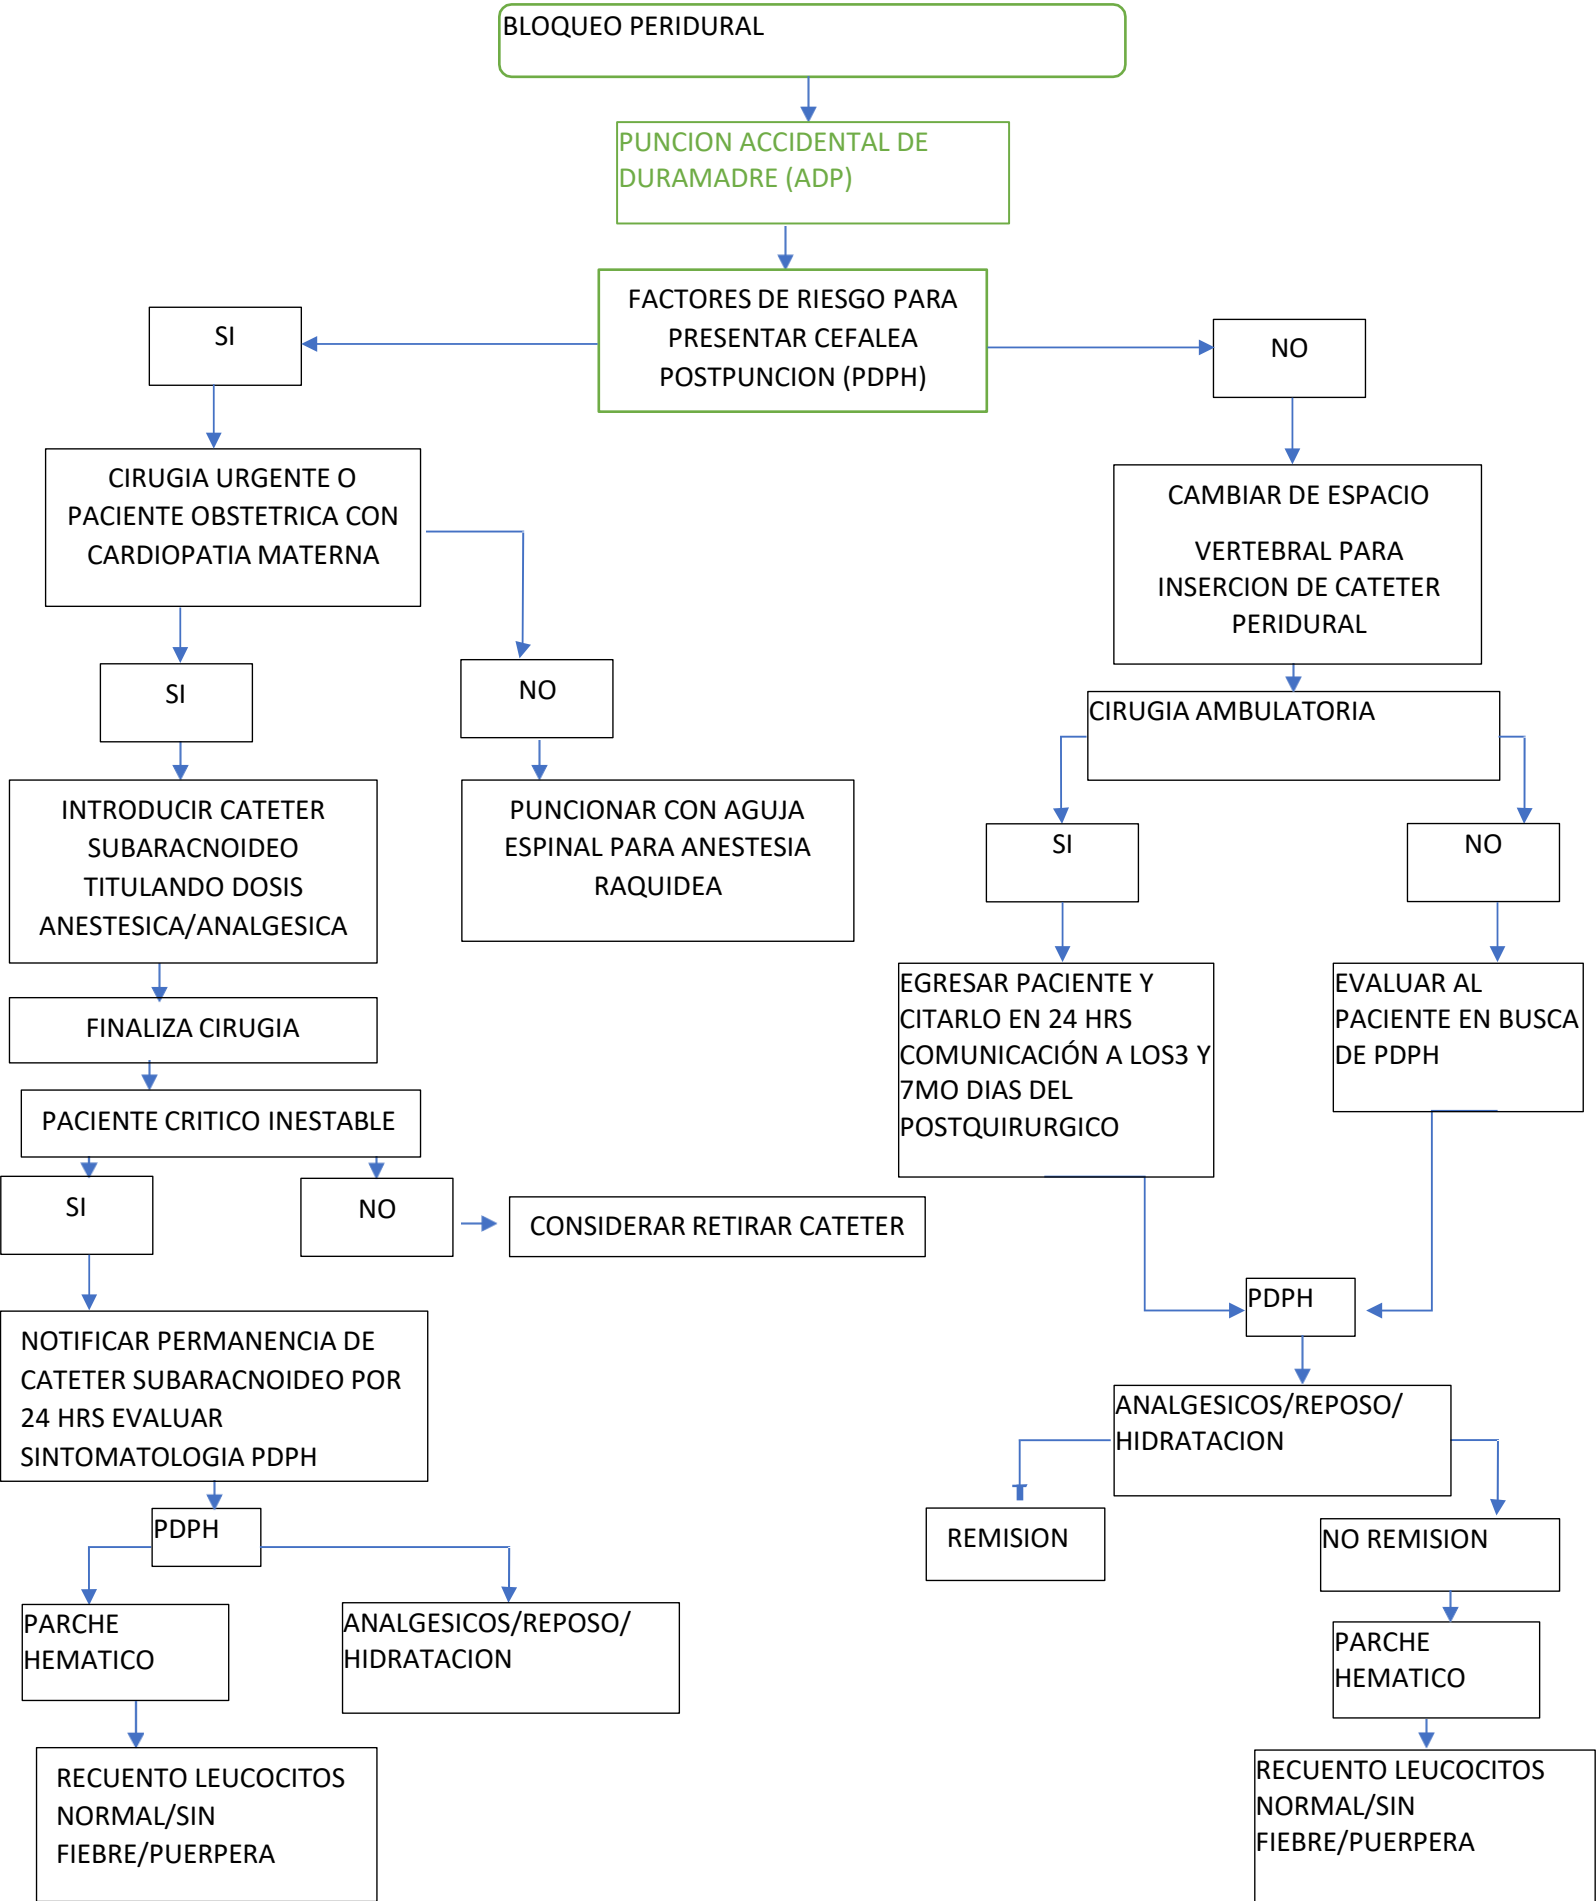 BLOQUEO PERIDURAL
PUNCION ACCIDENTAL DE
DURAMADRE (ADP)
FACTORES DE RIESGO PARA
PRESENTAR CEFALEA
POSTPUNCION (PDPH)
SI
NO
CIRUGIA URGENTE O
PACIENTE OBSTETRICA CON
CARDIOPATIA MATERNA
CAMBIAR DE ESPACIO
VERTEBRAL PARA
INSERCION DE CATETER
PERIDURAL
SI
NO
CIRUGIA AMBULATORIA
INTRODUCIR CATETER
SUBARACNOIDEO
TITULANDO DOSIS
ANESTESICA/ANALGESICA
PUNCIONAR CON AGUJA
ESPINAL PARA ANESTESIA
RAQUIDEA
SI
NO
FINALIZA CIRUGIA
EGRESAR PACIENTE Y
CITARLO EN 24 HRS
COMUNICACIÓN A LOS3 Y
7MO DIAS DEL
POSTQUIRURGICO
EVALUAR AL
PACIENTE EN BUSCA
DE PDPH
PACIENTE CRITICO INESTABLE
SI
NO
CONSIDERAR RETIRAR CATETER
NOTIFICAR PERMANENCIA DE
CATETER SUBARACNOIDEO POR
24 HRS EVALUAR
SINTOMATOLOGIA PDPH
PDPH
ANALGESICOS/REPOSO/
HIDRATACION
PDPH
REMISION
NO REMISION
PARCHE
HEMATICO
ANALGESICOS/REPOSO/
HIDRATACION
PARCHE
HEMATICO
RECUENTO LEUCOCITOS
NORMAL/SIN
FIEBRE/PUERPERA
RECUENTO LEUCOCITOS
NORMAL/SIN
FIEBRE/PUERPERA